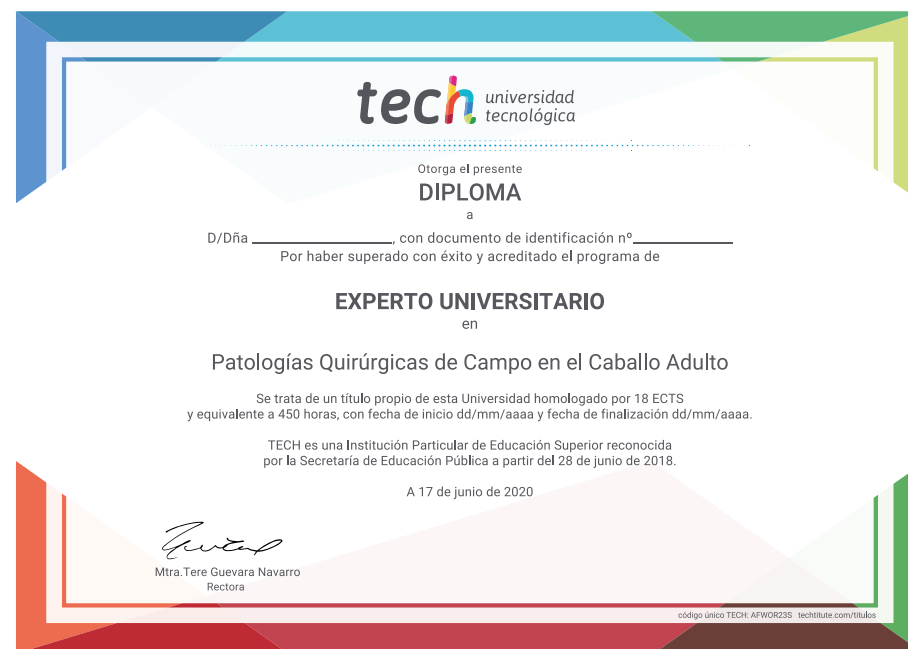 tech universidad
tecnológica
Otorga el presente
DIPLOMA
a
D/Dña ____________________, con documento de identificación nº______________
Por haber superado con éxito y acreditado el programa de
EXPERTO UNIVERSITARIO
en
Patologías Quirúrgicas de Campo en el Caballo Adulto
Se trata de un título propio de esta Universidad homologado por 18 ECTS
y equivalente a 450 horas, con fecha de inicio dd/mm/aaaa y fecha de finalización dd/mm/aaaa.
TECH es una Institución Particular de Educación Superior reconocida
por la Secretaría de Educación Pública a partir del 28 de junio de 2018.
A 17 de junio de 2020
Mtra.Tere Guevara Navarro
Rectora
código único TECH: AFWOR23S techtitute.com/titulos